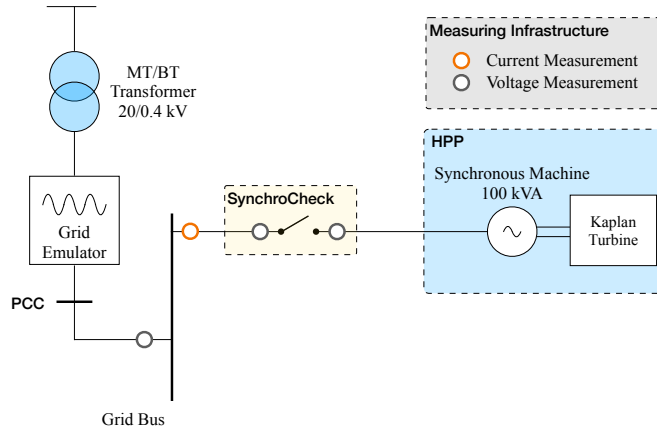 Measuring Infrastructure
Current Measurement
Voltage Measurement
MT/BT
Transformer
20/0.4 kV
HPP
Synchronous Machine
100 kVA
Kaplan
Turbine
SynchroCheck
Grid
Emulator
PCC
Grid Bus